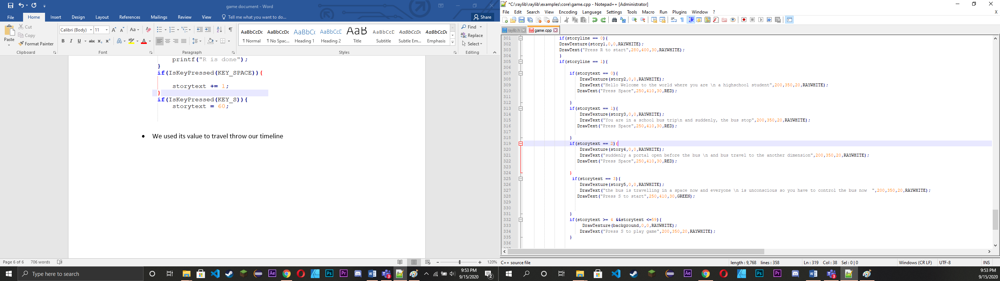 game document - Word
File Home Insert Design Layout References Mailings Review View Tell me what you want to do... Share
Paste
Cut
Copy
Format Painter
Clipboard
Calibri (Body) 11
Font
Paragraph
AaBbCcDc AaBbCcDc AaBbC( AaBbCcD AaB AaBbCcD AaBbCcDc AaBbCcDc
¶ Normal ¶ No Spac... Heading 1 Heading 2 Title Subtitle Subtle Em... Emphasis
Styles
Find
Replace
Select
Editing
printf("R is done");
}
if(IsKeyPressed(KEY_SPACE)){
storytext += 1;
}
if(IsKeyPressed(KEY_S)){
storytext = 60;
• We used its value to travel throw our timeline
Page 6 of 6 706 words 120%
Type here to search
9:53 PM
9/15/2020
*C:\raylib\raylib\examples\core\game.cpp - Notepad++ [Administrator]
File Edit Search View Encoding Language Settings Tools Macro Run Plugins Window ? X
raylib.h game.cpp
301 if(storyline == 0){
302 DrawTexture(story1,0,0,RAYWHITE);
303 DrawText("Press R to start",280,400,30,RAYWHITE);
304 }
305 if(storyline == 1){
306
307 if(storytext == 0){
308 DrawTexture(story2,0,0,RAYWHITE);
309 DrawText("Hello Welcome to the world where you are \n a highschool student",200,350,20,RAYWHITE);
310 DrawText("Press Space",250,410,30,RED);
311
312 }
313 if(storytext == 1){
314 DrawTexture(story3,0,0,RAYWHITE);
315 DrawText("You are in a school bus trip\n and suddenly, the bus stop",200,350,20,RAYWHITE);
316 DrawText("Press Space",250,410,30,RED);
317
318 }
319 if(storytext == 2){
320 DrawTexture(story4,0,0,RAYWHITE);
321 DrawText("suddenly a portal open before the bus \n and bus travel to the another dimension",200,350,20,RAYWHITE);
322 DrawText("Press Space",250,410,30,RED);
323
324 }
325 if(storytext == 3){
326 DrawTexture(story5,0,0,RAYWHITE);
327 DrawText("the bus is travelling in a space now and everyone \n is unconscious so you have to control the bus now ",200,350,20,RAYWHITE);
328 DrawText("Press S to start",250,410,30,GREEN);
329
330
331 }
332 if(storytext >= 4 &&storytext <=59){
333 DrawTexture(background,0,0,RAYWHITE);
334 DrawText("Press S to play game",200,350,20,RAYWHITE);
335 }
336
C++ source file length : 9,768 lines : 358 Ln : 319 Col : 38 Sel : 0 | 0 Windows (CR LF) UTF-8 INS
9:53 PM
9/15/2020